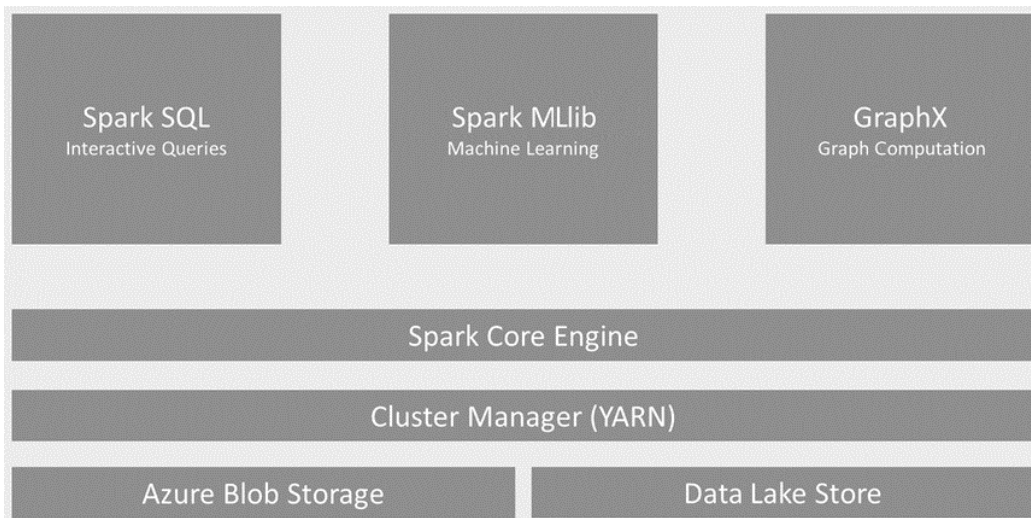 Spark SQL
Interactive Queries
Spark MLlib
Machine Learning
GraphX
Graph Computation
Spark Core Engine
Cluster Manager (YARN)
Azure Blob Storage
Data Lake Store